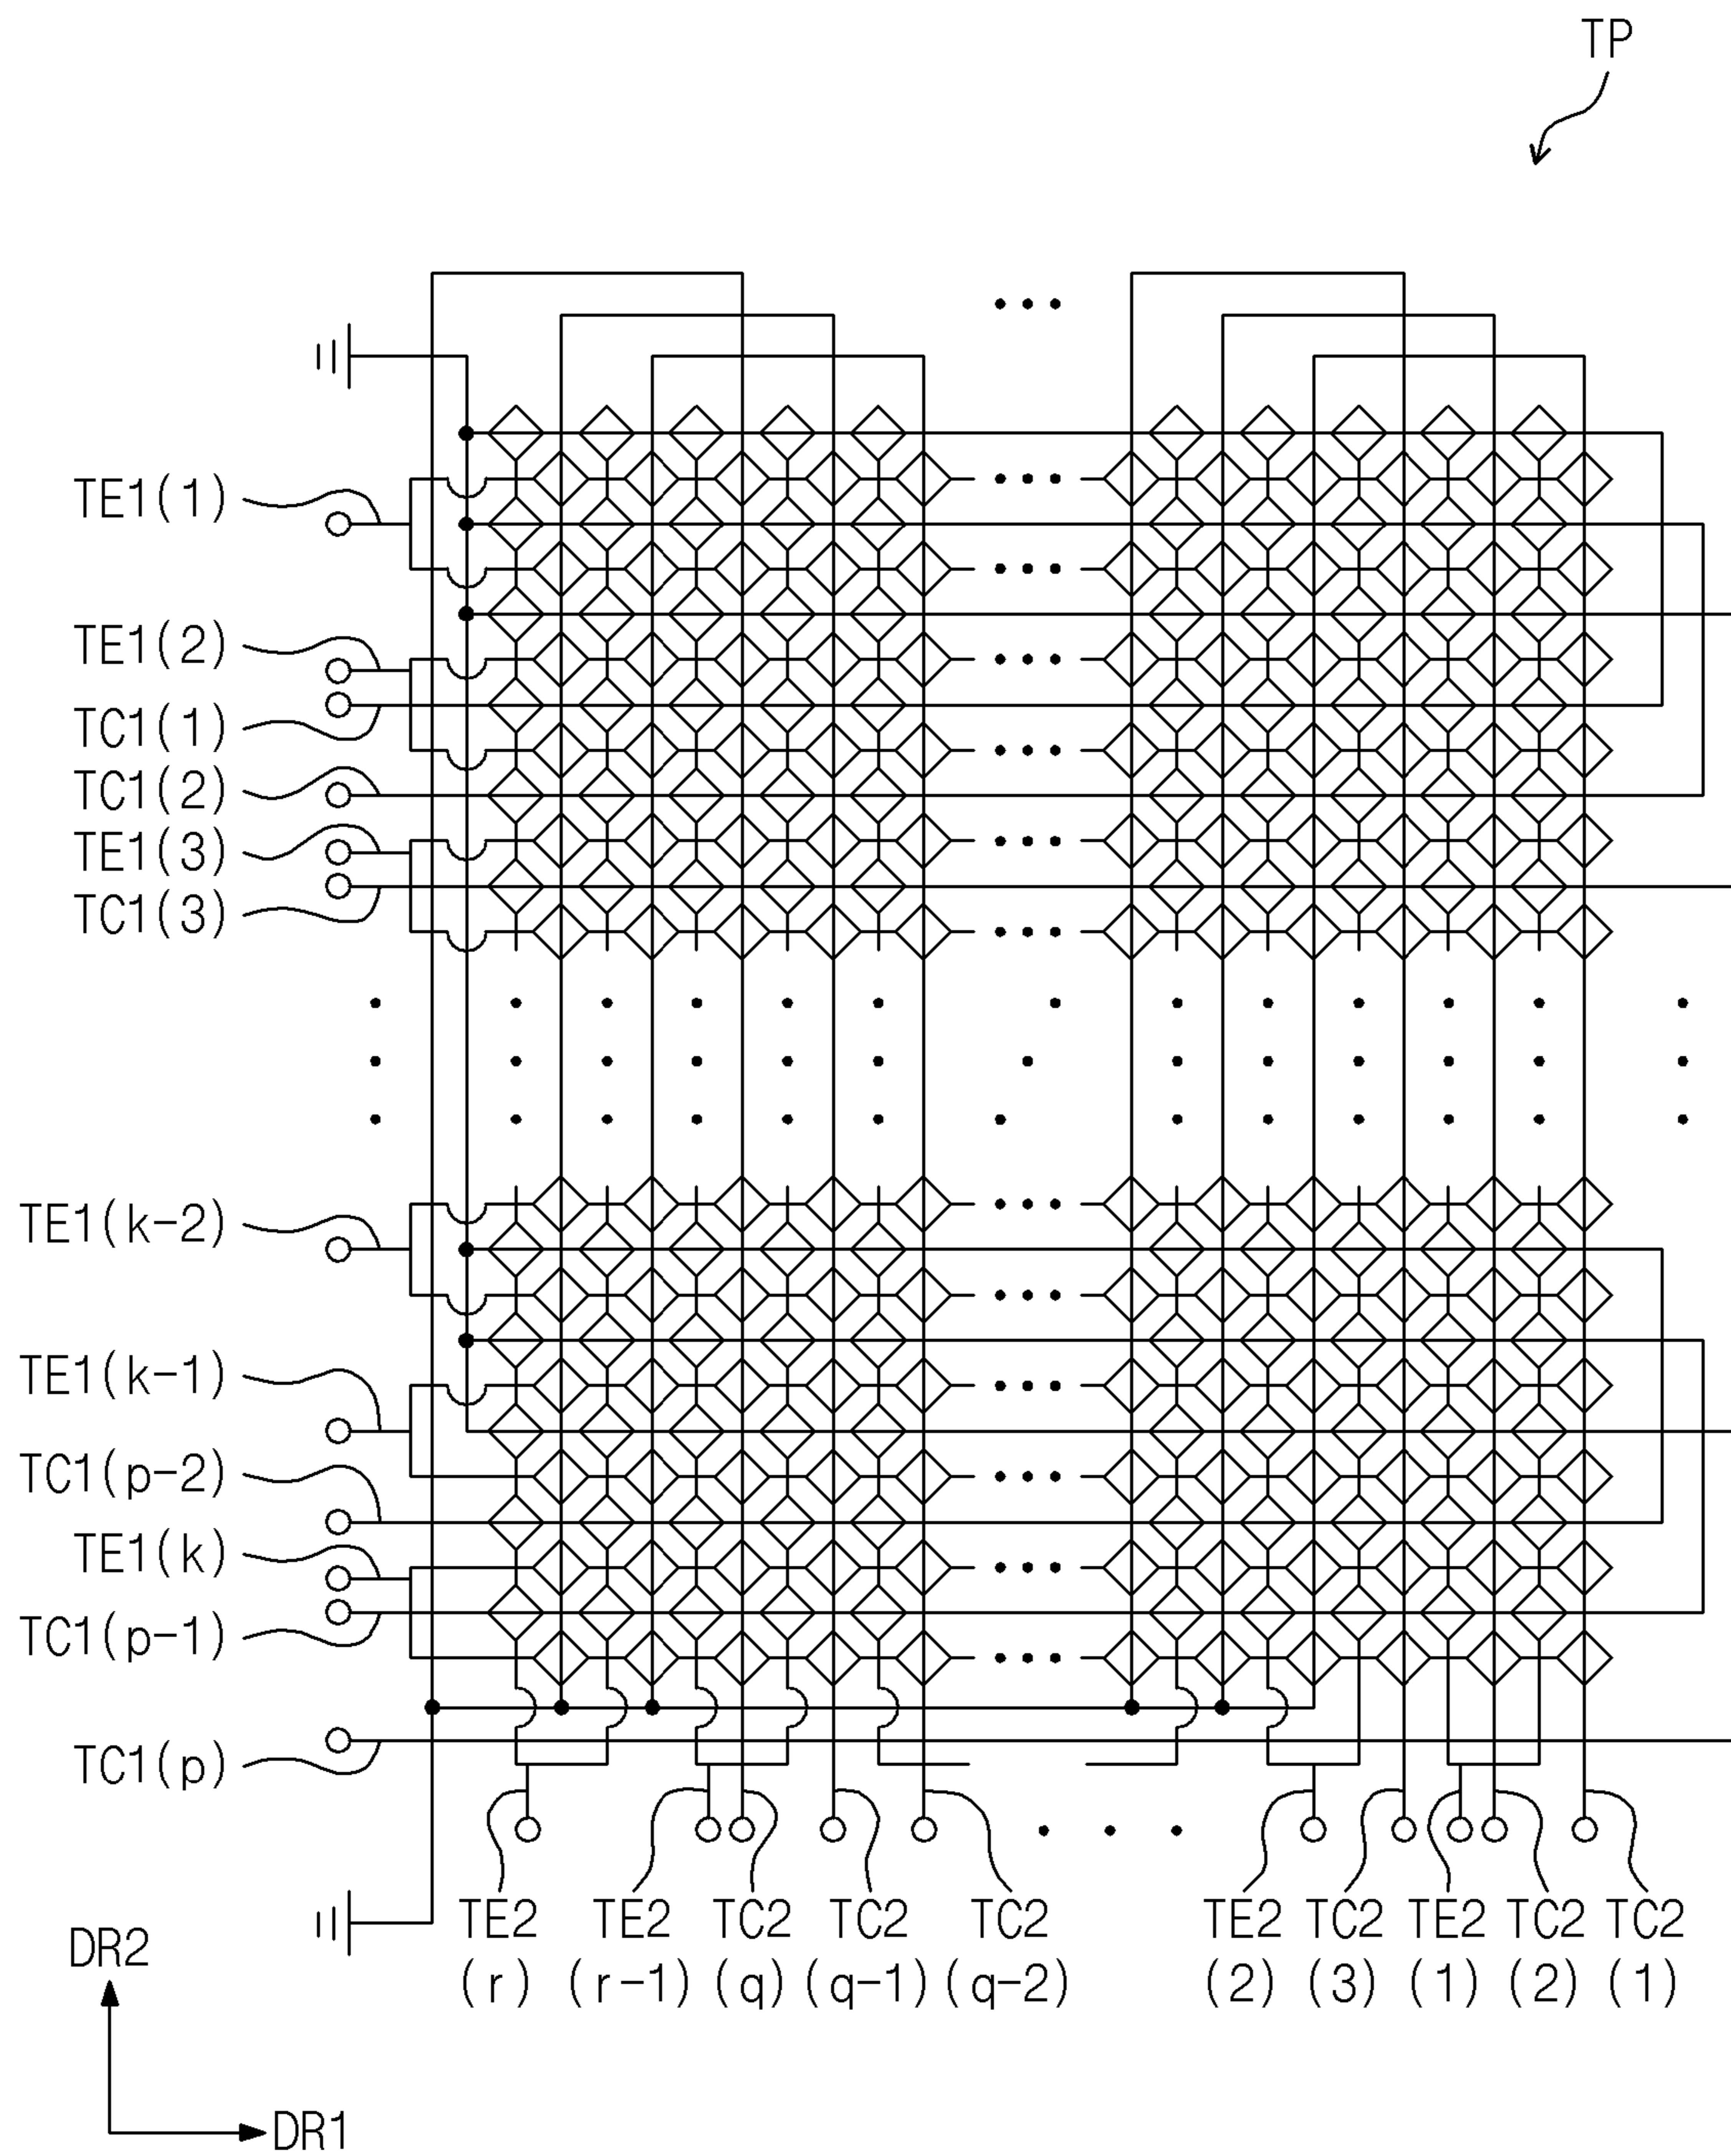 TP
TE1(1)
TE1(2)
TC1(1)
TC1(2)
TE1(3)
TC1(3)
TE1(k-2)
TE1(k-1)
TC1(p-2)
TE1(k)
TC1(p-1)
TC1(p)
TE2 TE2 TC2 TC2 TC2 TE2 TC2 TE2 TC2 TC2
(r) (r-1) (q) (q-1) (q-2) (2) (3) (1) (2) (1)
DR2
DR1